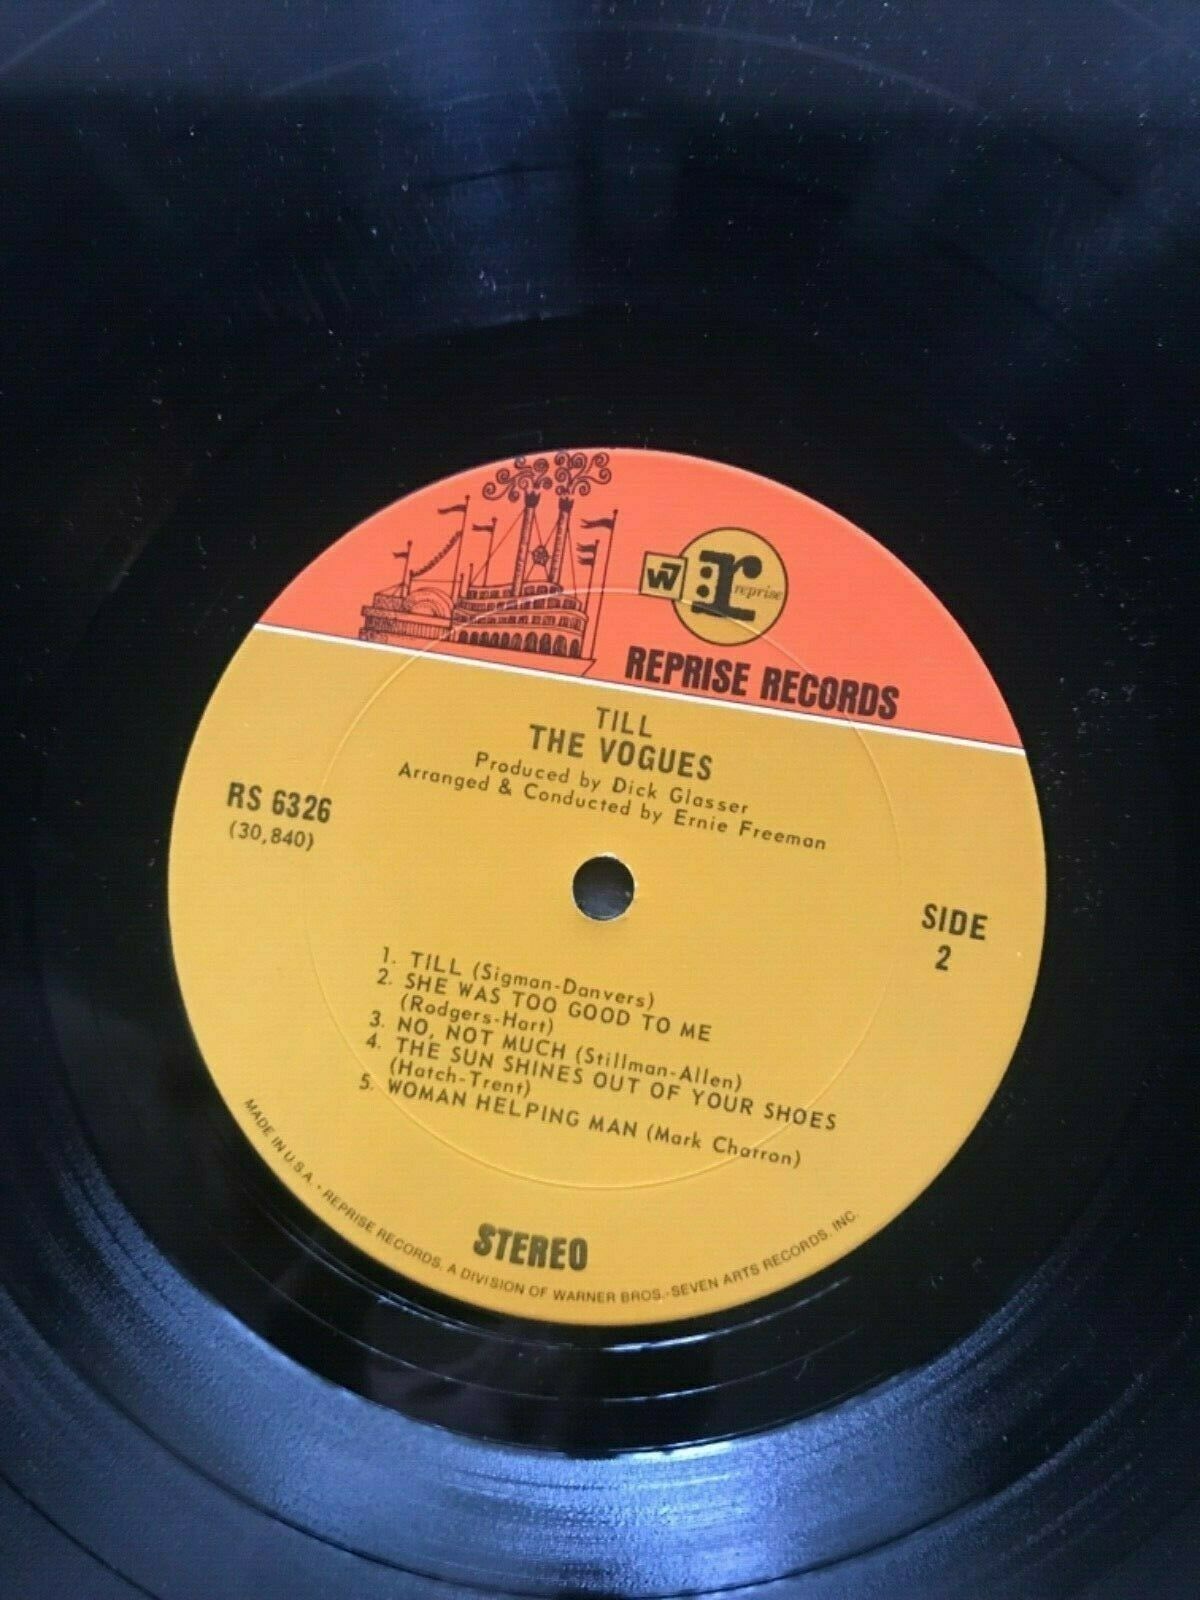 W7 r reprise
REPRISE RECORDS
TILL
THE VOGUES
Produced by Dick Glasser
Arranged & Conducted by Ernie Freeman
RS 6326
(30,840)
SIDE
2
1. TILL (Sigman-Danvers)
2. SHE WAS TOO GOOD TO ME
(Rodgers-Hart)
3. NO, NOT MUCH (Stillman-Allen)
4. THE SUN SHINES OUT OF YOUR SHOES
(Hatch-Trent)
5. WOMAN HELPING MAN (Mark Charron)
STEREO
MADE IN U.S.A. • REPRISE RECORDS, A DIVISION OF WARNER BROS.-SEVEN ARTS RECORDS, INC.